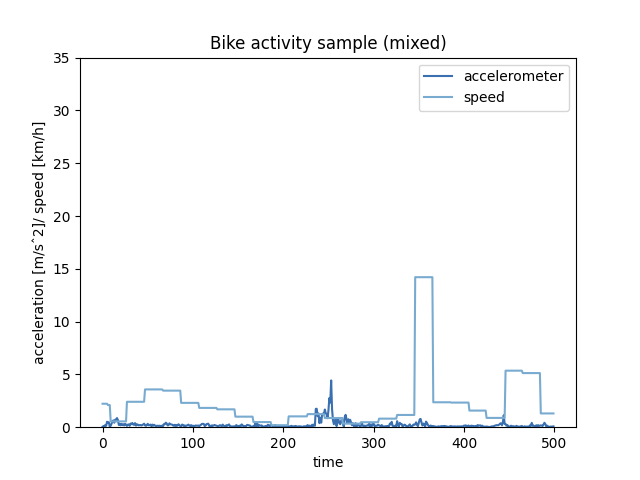 Bike activity sample (mixed)
accelerometer
speed
35
30
25
20
15
10
5
0
acceleration [m/s^2]/ speed [km/h]
0 100 200 300 400 500
time